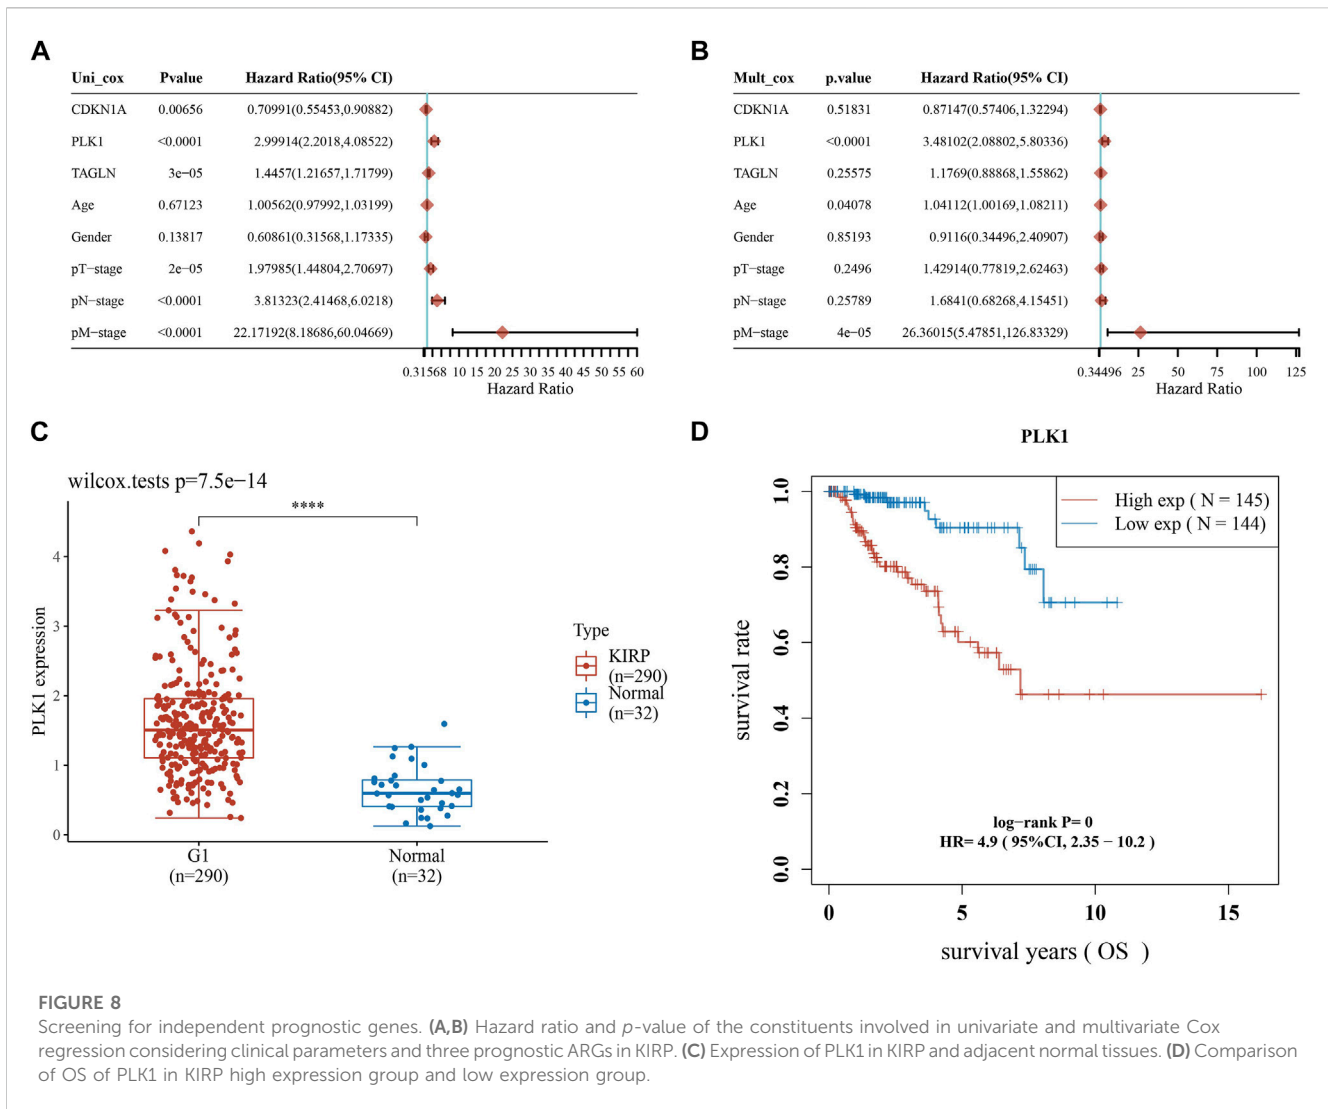 A
Uni_cox Pvalue Hazard Ratio(95% CI)
CDKN1A 0.00656 0.70991(0.55453,0.90882)
PLK1 <0.0001 2.99914(2.2018,4.08522)
TAGLN 3e−05 1.4457(1.21657,1.71799)
Age 0.67123 1.00562(0.97992,1.03199)
Gender 0.13817 0.60861(0.31568,1.17335)
pT−stage 2e−05 1.97985(1.44804,2.70697)
pN−stage <0.0001 3.81323(2.41468,6.0218)
pM−stage <0.0001 22.17192(8.18686,60.04669)
0.31568 10 15 20 25 30 35 40 45 50 55 60
Hazard Ratio
B
Mult_cox p.value Hazard Ratio(95% CI)
CDKN1A 0.51831 0.87147(0.57406,1.32294)
PLK1 <0.0001 3.48102(2.08802,5.80336)
TAGLN 0.25575 1.1769(0.88868,1.55862)
Age 0.04078 1.04112(1.00169,1.08211)
Gender 0.85193 0.9116(0.34496,2.40907)
pT−stage 0.2496 1.42914(0.77819,2.62463)
pN−stage 0.25789 1.6841(0.68268,4.15451)
pM−stage 4e−05 26.36015(5.47851,126.83329)
0.34496 25 50 75 100 125
Hazard Ratio
C
wilcox.tests p=7.5e−14
****
PLK1 expression
4
3
2
1
0
G1 Normal
(n=290) (n=32)
Type
KIRP
(n=290)
Normal
(n=32)
D
PLK1
High exp ( N = 145)
Low exp ( N = 144)
survival rate
1.0
0.8
0.6
0.4
0.2
0.0
log−rank P= 0
HR= 4.9 ( 95%CI, 2.35 − 10.2 )
0 5 10 15
survival years ( OS )
FIGURE 8
Screening for independent prognostic genes. (A,B) Hazard ratio and p-value of the constituents involved in univariate and multivariate Cox
regression considering clinical parameters and three prognostic ARGs in KIRP. (C) Expression of PLK1 in KIRP and adjacent normal tissues. (D) Comparison
of OS of PLK1 in KIRP high expression group and low expression group.